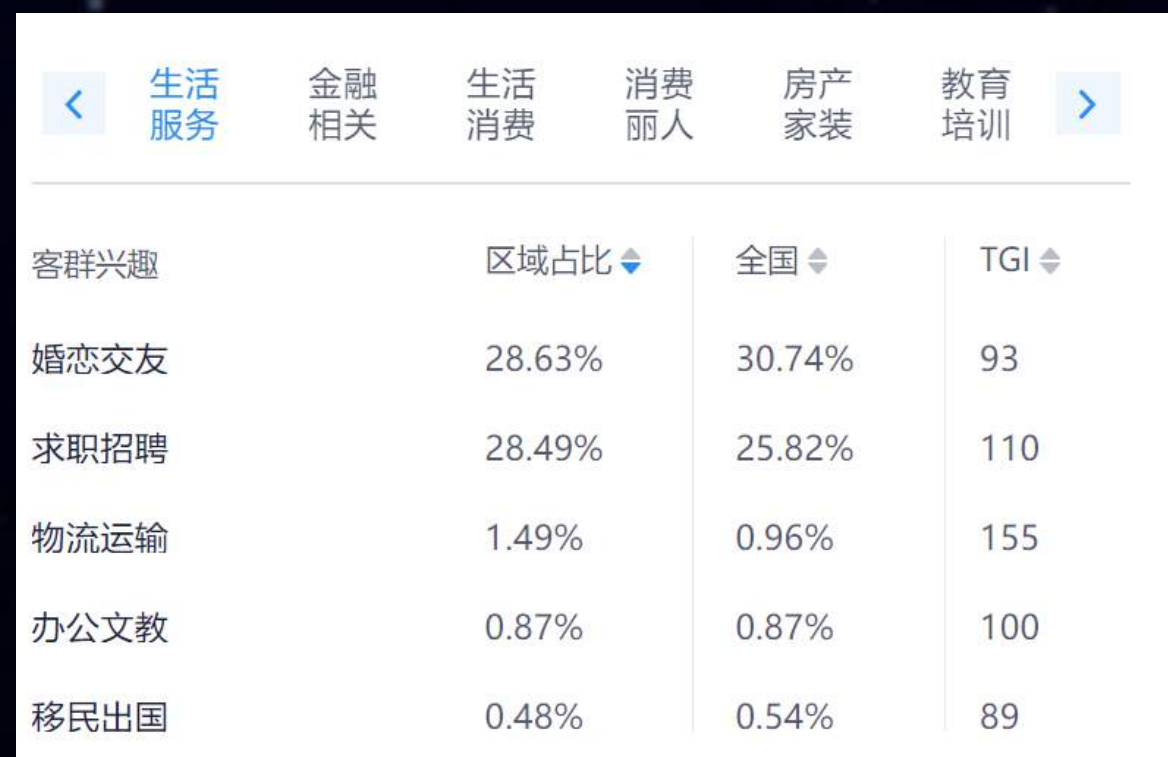 生活 金融 生活 消费 房产 教育
服务 相关 消费 丽人 家装 培训
客群兴趣 区域占比 全国 TGI
婚恋交友 28.63% 30.74% 93
求职招聘 28.49% 25.82% 110
物流运输 1.49% 0.96% 155
办公文教 0.87% 0.87% 100
移民出国 0.48% 0.54% 89